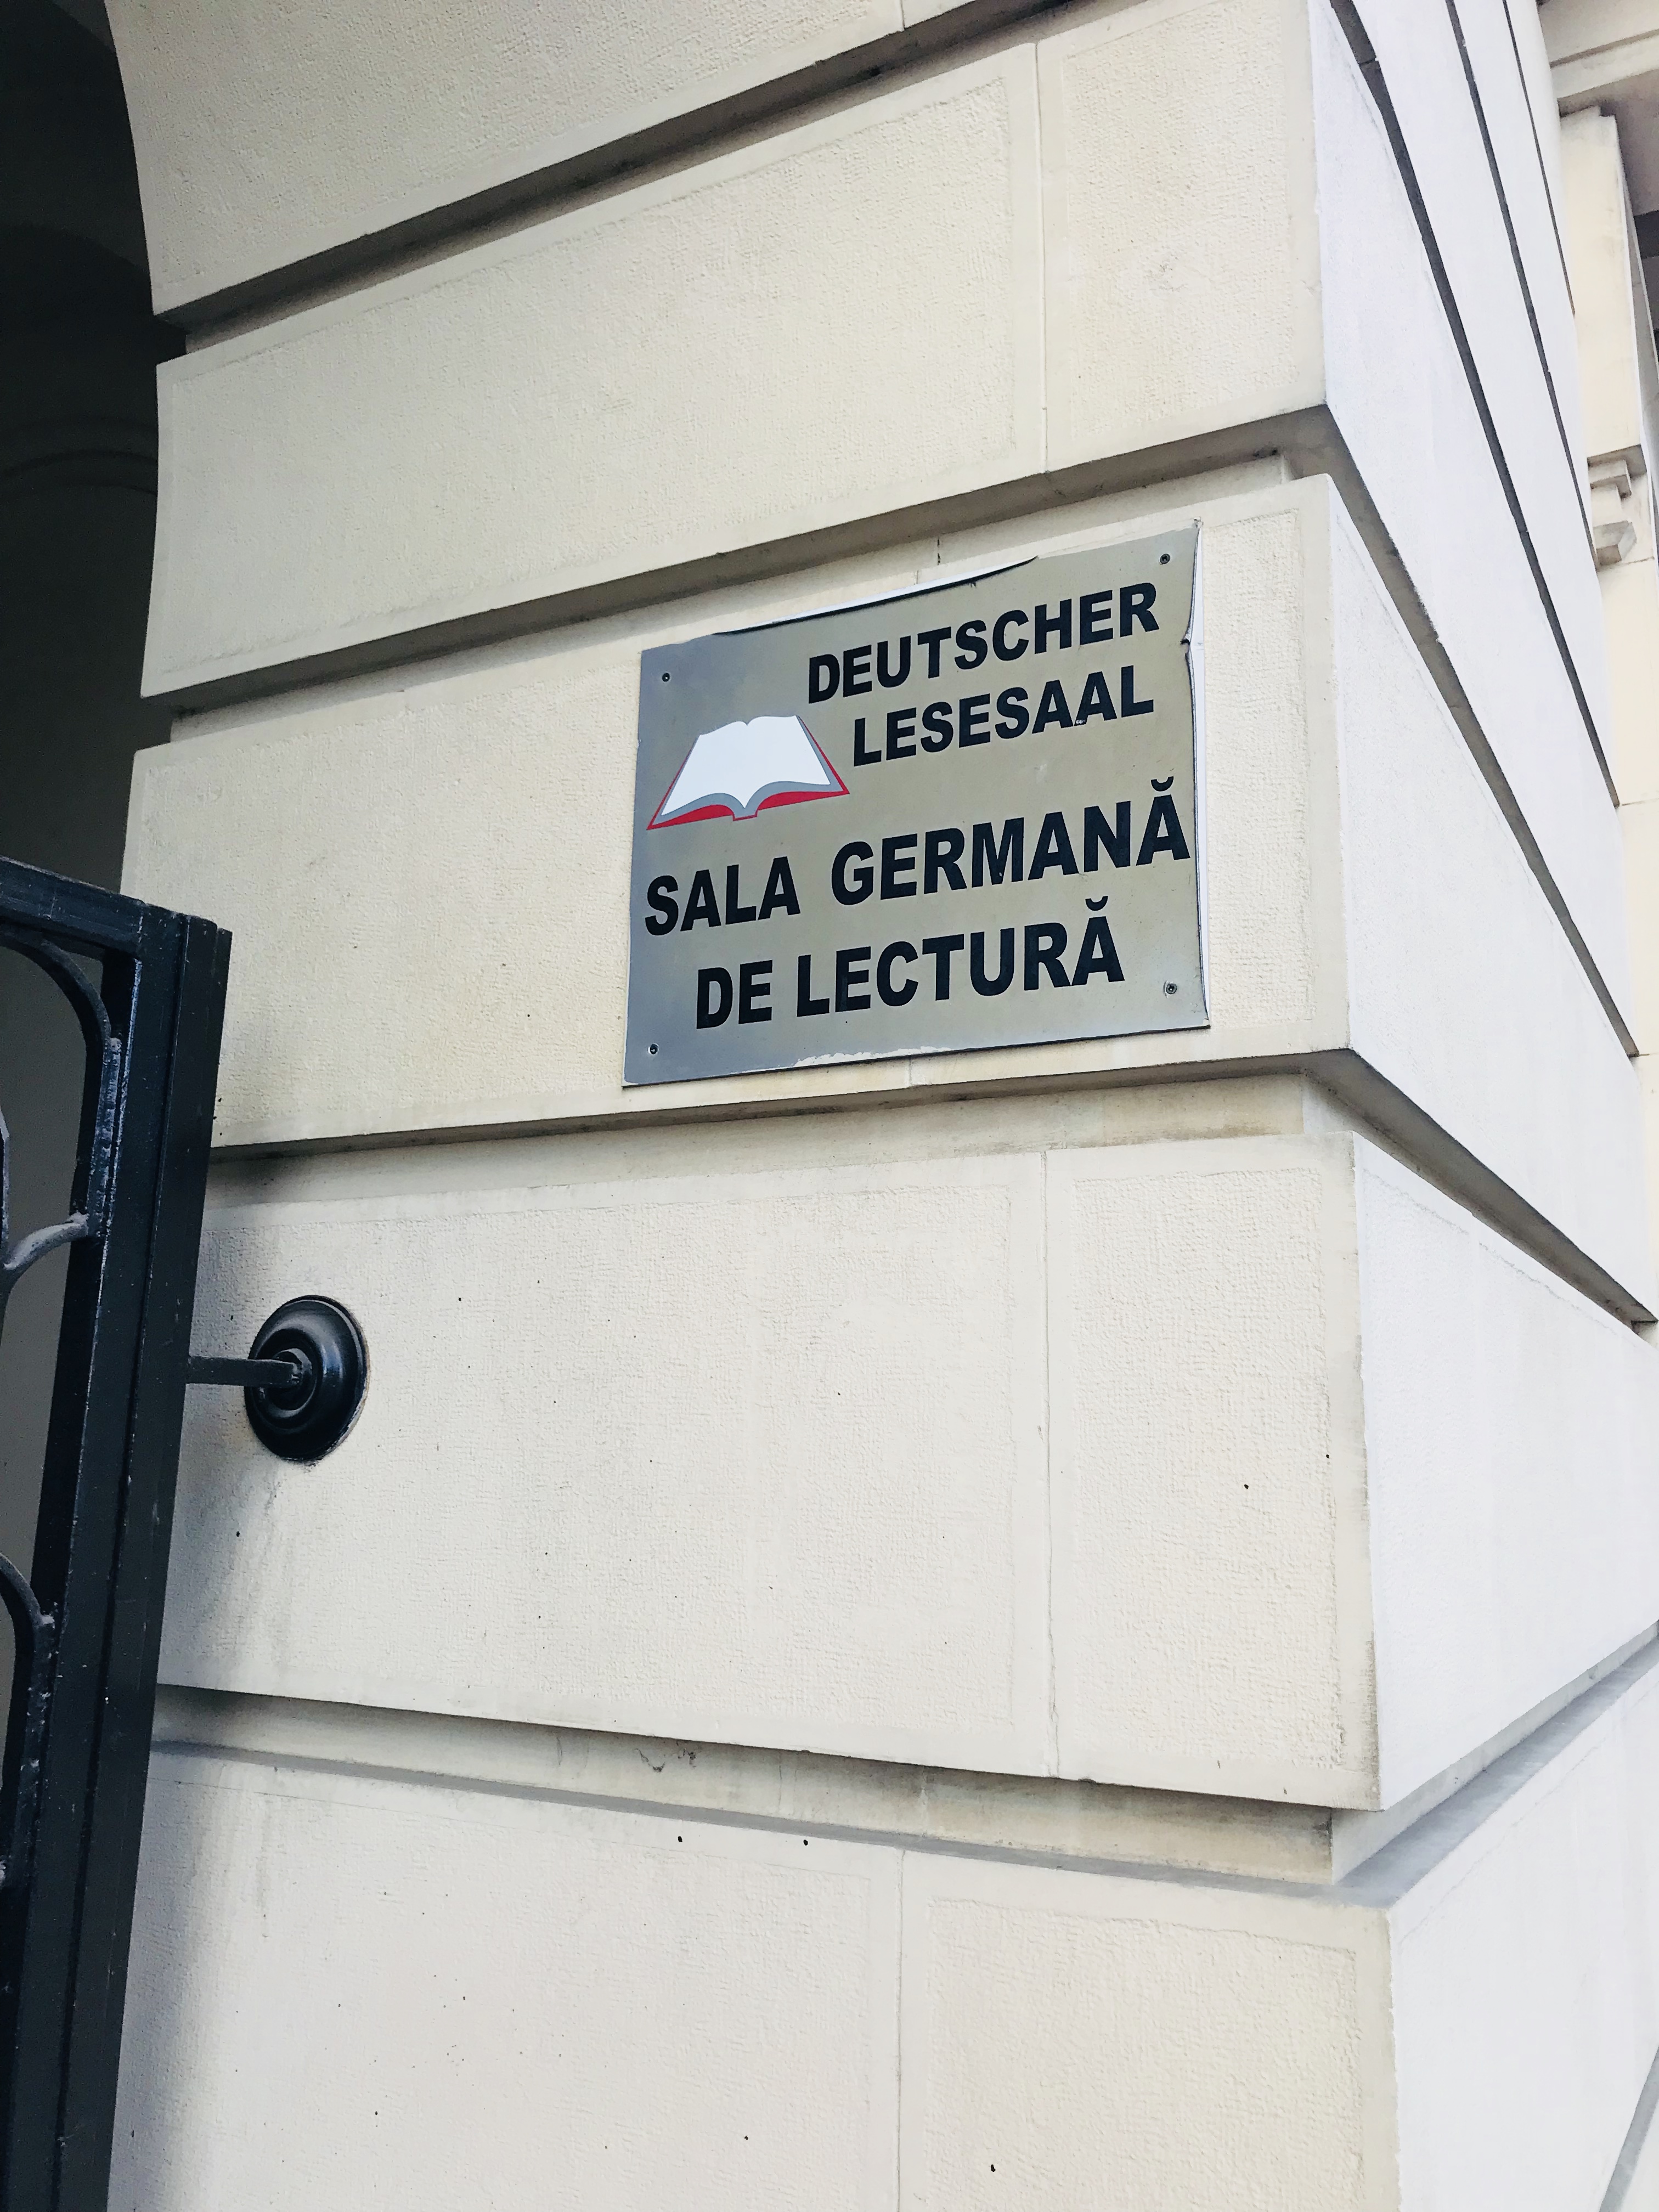 DEUTSCHER
LESESAAL
SALA GERMANĂ
DE LECTURĂ